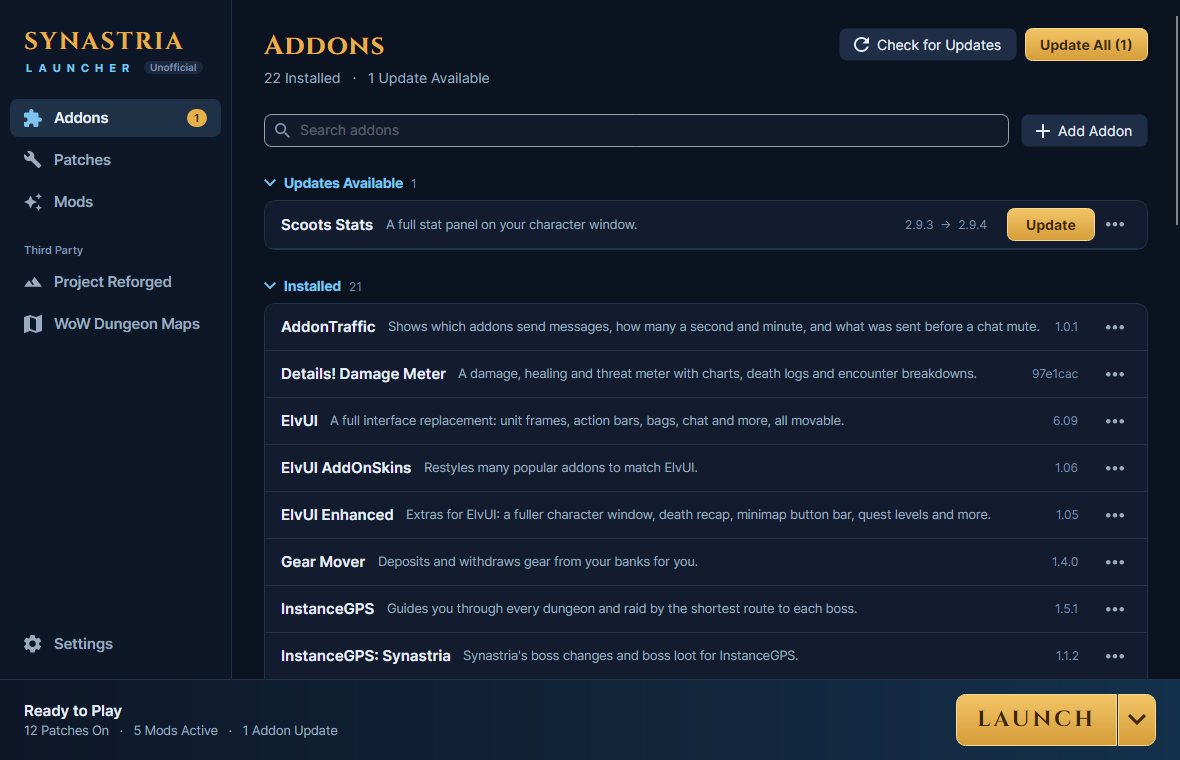 SYNASTRIA
LAUNCHER Unofficial
Addons 1
Patches
Mods
Third Party
Project Reforged
WoW Dungeon Maps
Settings
Addons
22 Installed · 1 Update Available
Check for Updates
Update All (1)
Search addons
Add Addon
Updates Available 1
Scoots Stats A full stat panel on your character window. 2.9.3 → 2.9.4 Update
Installed 21
AddonTraffic Shows which addons send messages, how many a second and minute, and what was sent before a chat mute. 1.0.1
Details! Damage Meter A damage, healing and threat meter with charts, death logs and encounter breakdowns. 97e1cac
ElvUI A full interface replacement: unit frames, action bars, bags, chat and more, all movable. 6.09
ElvUI AddOnSkins Restyles many popular addons to match ElvUI. 1.06
ElvUI Enhanced Extras for ElvUI: a fuller character window, death recap, minimap button bar, quest levels and more. 1.05
Gear Mover Deposits and withdraws gear from your banks for you. 1.4.0
InstanceGPS Guides you through every dungeon and raid by the shortest route to each boss. 1.5.1
InstanceGPS: Synastria Synastria's boss changes and boss loot for InstanceGPS. 1.1.2
Ready to Play
12 Patches On · 5 Mods Active · 1 Addon Update
LAUNCH